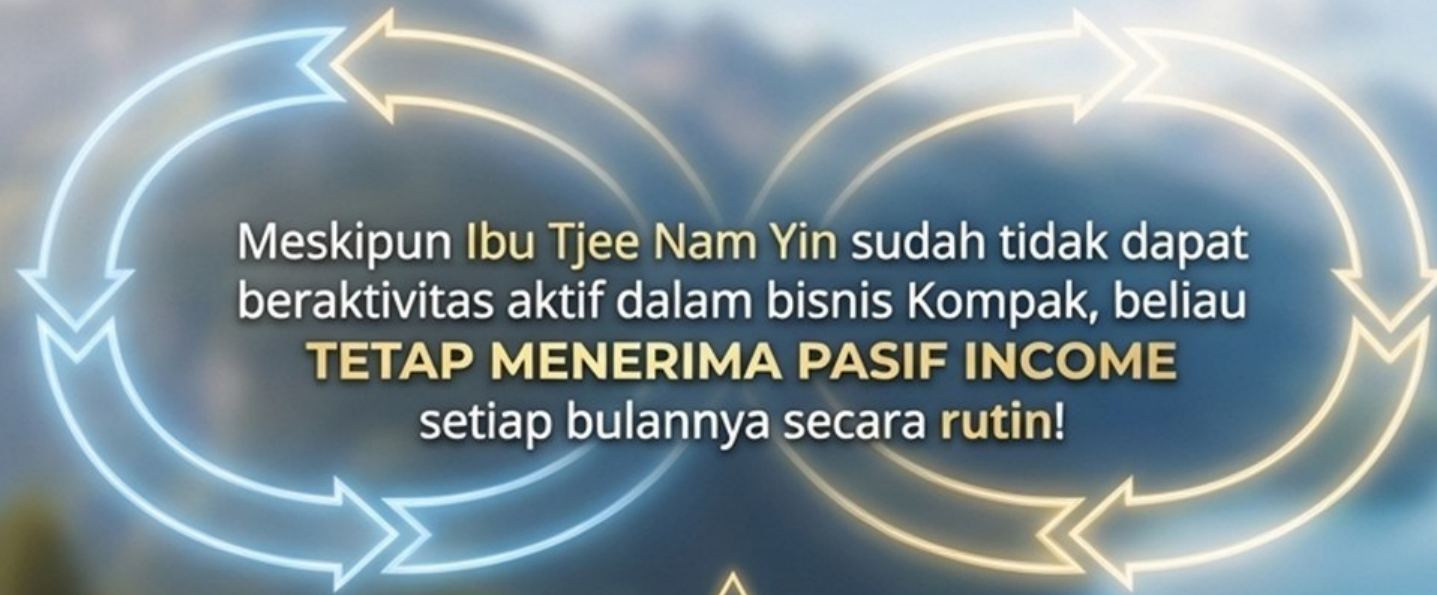 Meskipun Ibu Tjee Nam Yin sudah tidak dapat
beraktivitas aktif dalam bisnis Kompak, beliau
TETAP MENERIMA PASIF INCOME
setiap bulannya secara rutin!